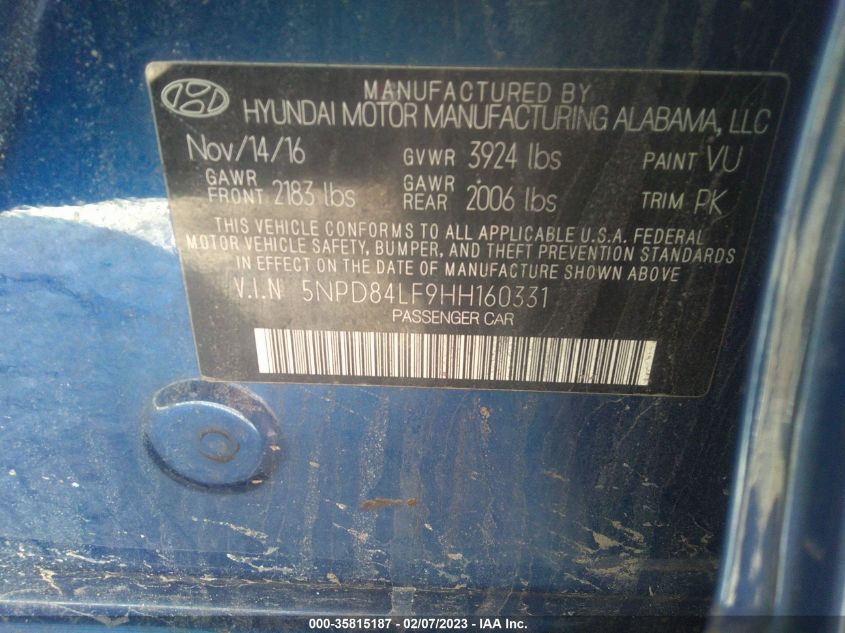 MANUFACTURED BY
HYUNDAI MOTOR MANUFACTURING ALABAMA, LLC
Nov/14/16 GVWR 3924 lbs PAINT VU
GAWR FRONT 2183 lbs GAWR REAR 2006 lbs TRIM PK
THIS VEHICLE CONFORMS TO ALL APPLICABLE U.S.A. FEDERAL
MOTOR VEHICLE SAFETY, BUMPER, AND THEFT PREVENTION STANDARDS
IN EFFECT ON THE DATE OF MANUFACTURE SHOWN ABOVE
V.I.N 5NPD84LF9HH160331
PASSENGER CAR
000-35815187 - 02/07/2023 - IAA Inc.